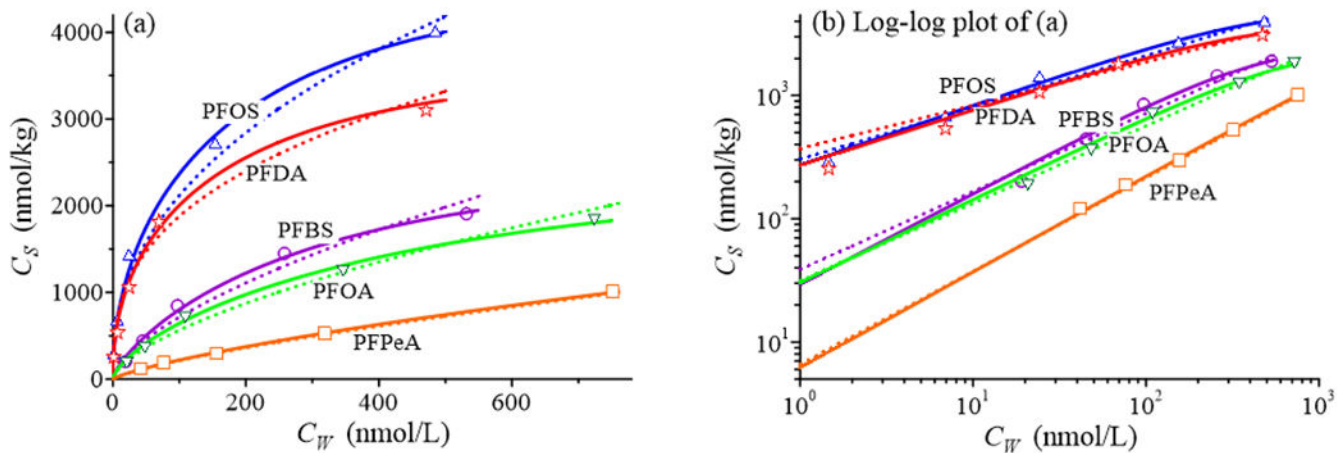 (a)
4000
3000
2000
1000
0
0
200
400
600
C_S (nmol/kg)
C_W (nmol/L)
PFOS
PFDA
PFBS
PFOA
PFPeA
(b) Log-log plot of (a)
10³
10²
10¹
10⁰
10¹
10²
10³
C_S (nmol/kg)
C_W (nmol/L)
PFOS
PFDA
PFBS
PFOA
PFPeA